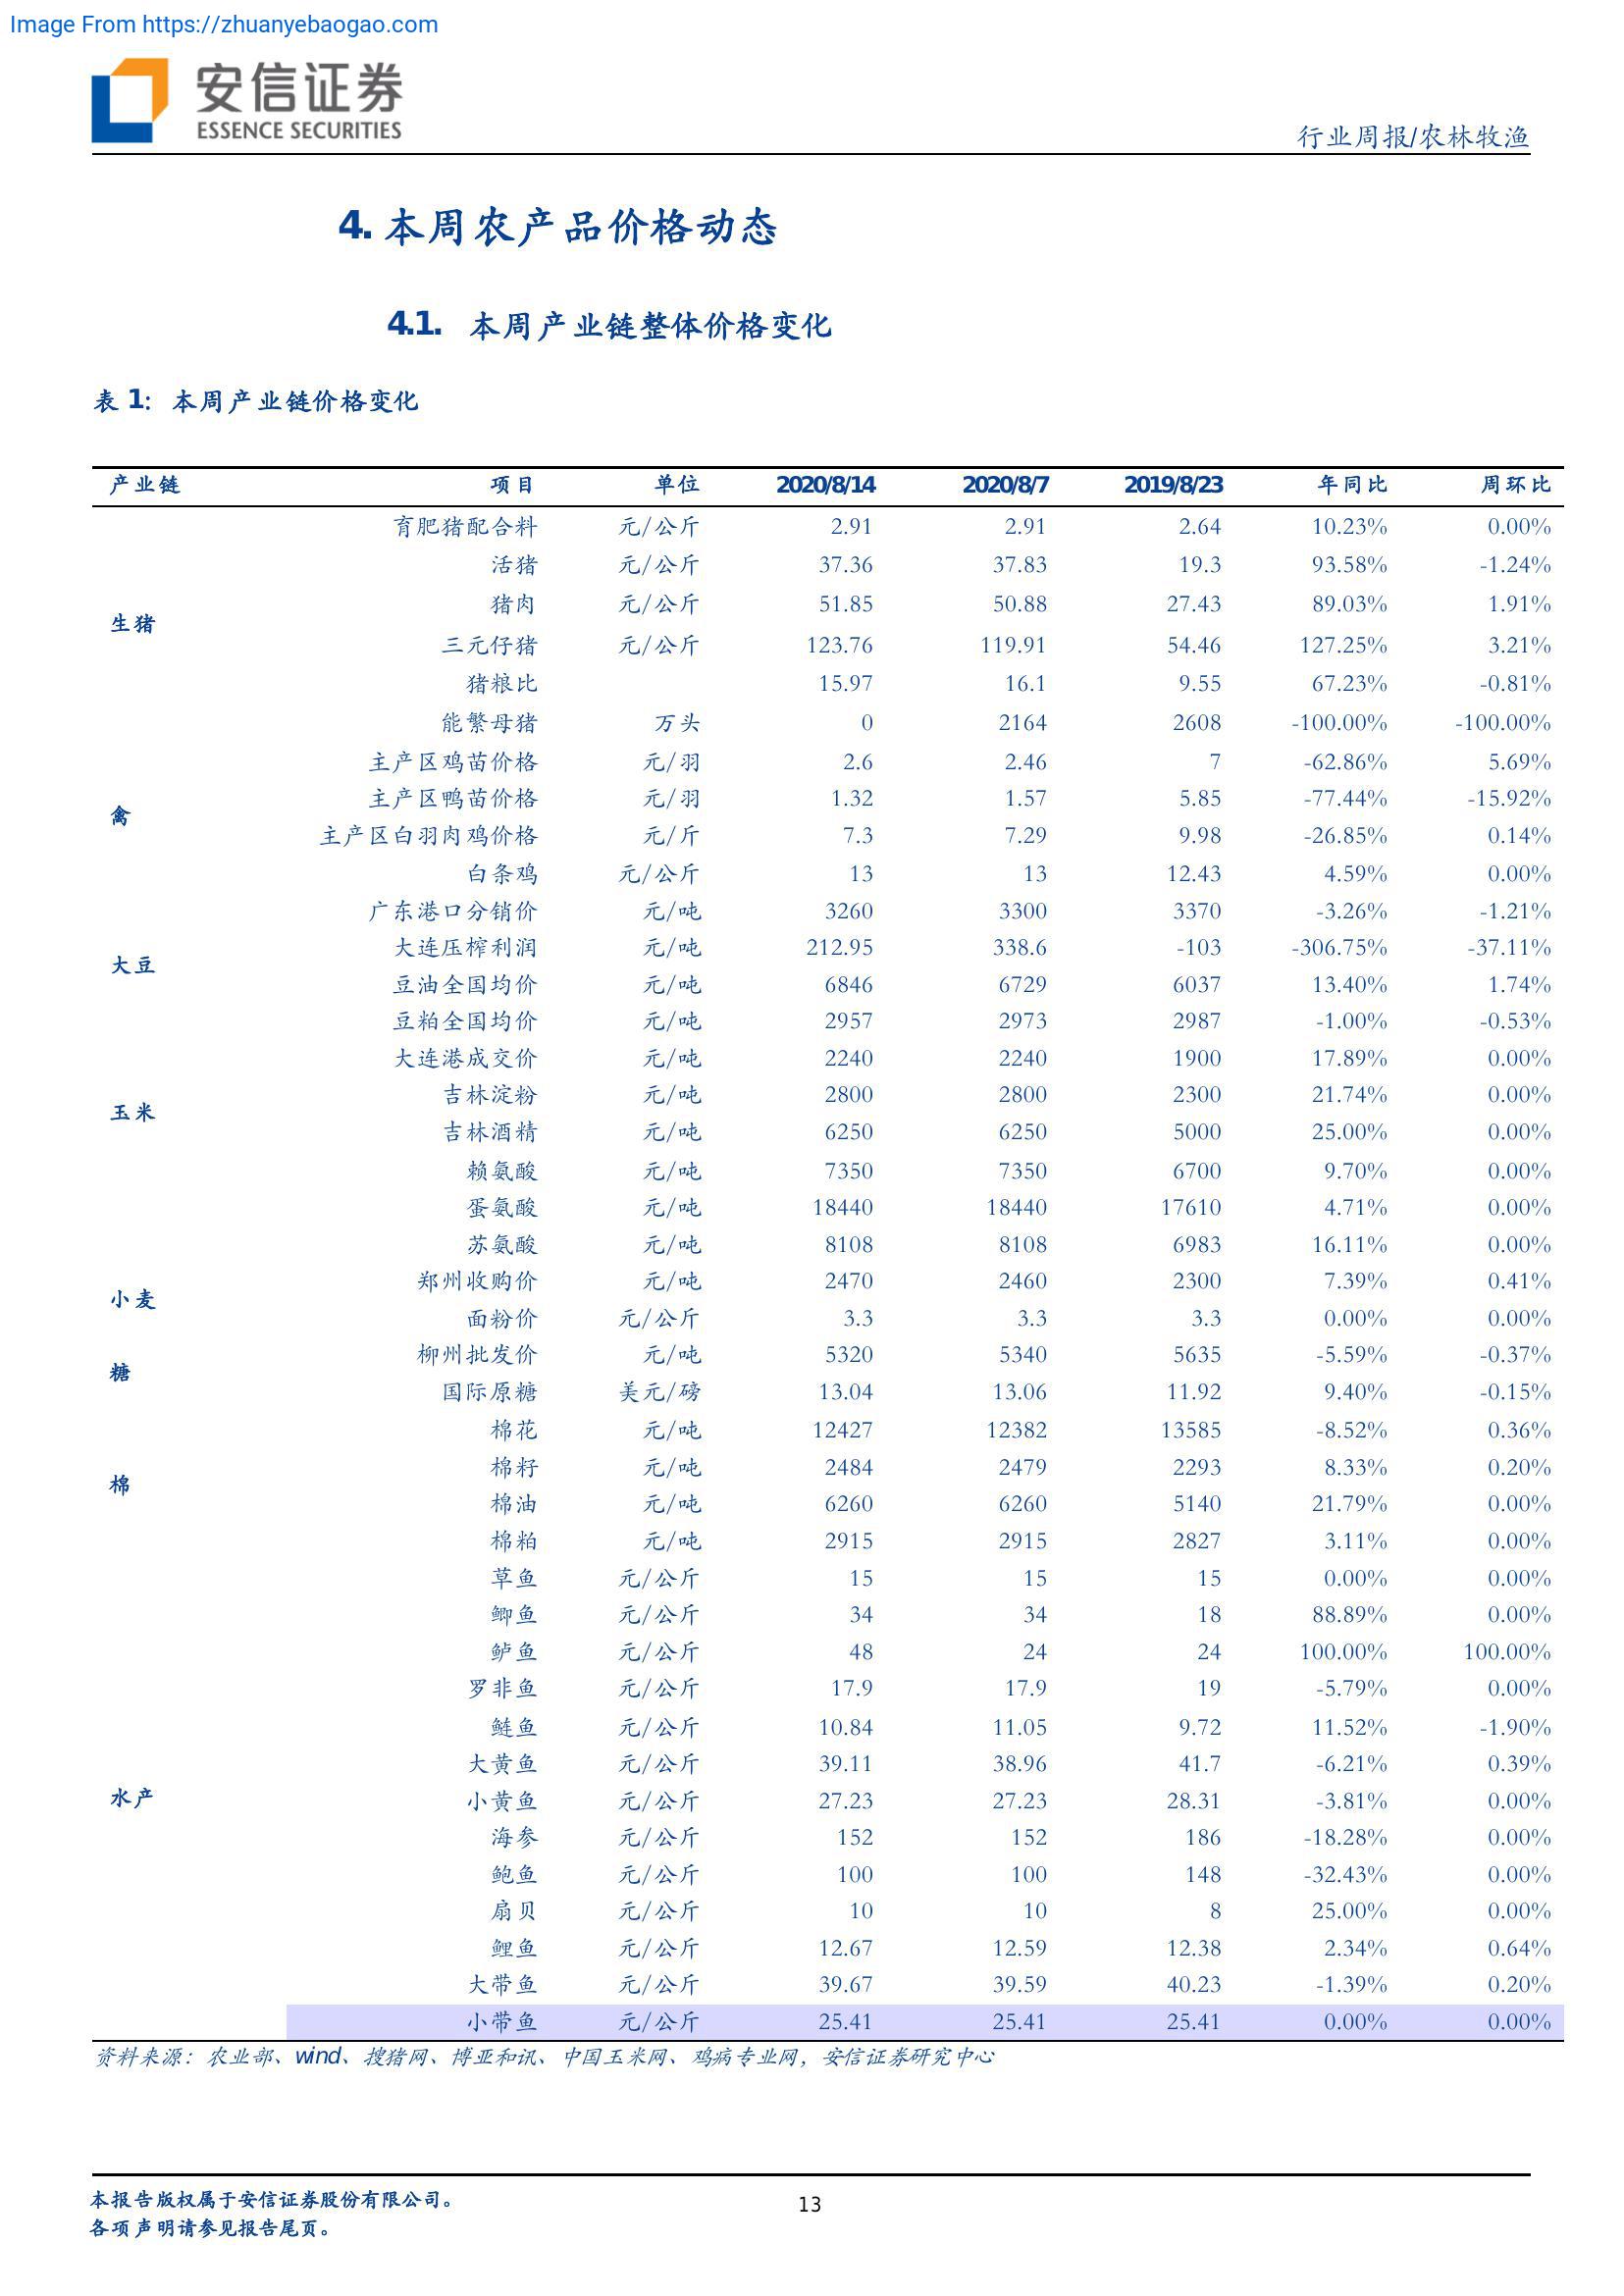 Image From https://zhuanyebaogao.com
安信证券
ESSENCE SECURITIES
行业周报/农林牧渔
4. 本周农产品价格动态
4.1. 本周产业链整体价格变化
表 1: 本周产业链价格变化
产业链 项目 单位 2020/8/14 2020/8/7 2019/8/23 年同比 周环比
育肥猪配合料 元/公斤 2.91 2.91 2.64 10.23% 0.00%
活猪 元/公斤 37.36 37.83 19.3 93.58% -1.24%
猪肉 元/公斤 51.85 50.88 27.43 89.03% 1.91%
生猪
三元仔猪 元/公斤 123.76 119.91 54.46 127.25% 3.21%
猪粮比 15.97 16.1 9.55 67.23% -0.81%
能繁母猪 万头 0 2164 2608 -100.00% -100.00%
主产区鸡苗价格 元/羽 2.6 2.46 7 -62.86% 5.69%
主产区鸭苗价格 元/羽 1.32 1.57 5.85 -77.44% -15.92%
禽
主产区白羽肉鸡价格 元/斤 7.3 7.29 9.98 -26.85% 0.14%
白条鸡 元/公斤 13 13 12.43 4.59% 0.00%
广东港口分销价 元/吨 3260 3300 3370 -3.26% -1.21%
大连压榨利润 元/吨 212.95 338.6 -103 -306.75% -37.11%
大豆
豆油全国均价 元/吨 6846 6729 6037 13.40% 1.74%
豆粕全国均价 元/吨 2957 2973 2987 -1.00% -0.53%
大连港成交价 元/吨 2240 2240 1900 17.89% 0.00%
吉林淀粉 元/吨 2800 2800 2300 21.74% 0.00%
玉米
吉林酒精 元/吨 6250 6250 5000 25.00% 0.00%
赖氨酸 元/吨 7350 7350 6700 9.70% 0.00%
蛋氨酸 元/吨 18440 18440 17610 4.71% 0.00%
苏氨酸 元/吨 8108 8108 6983 16.11% 0.00%
郑州收购价 元/吨 2470 2460 2300 7.39% 0.41%
小麦
面粉价 元/公斤 3.3 3.3 3.3 0.00% 0.00%
柳州批发价 元/吨 5320 5340 5635 -5.59% -0.37%
糖
国际原糖 美元/磅 13.04 13.06 11.92 9.40% -0.15%
棉花 元/吨 12427 12382 13585 -8.52% 0.36%
棉籽 元/吨 2484 2479 2293 8.33% 0.20%
棉
棉油 元/吨 6260 6260 5140 21.79% 0.00%
棉粕 元/吨 2915 2915 2827 3.11% 0.00%
草鱼 元/公斤 15 15 15 0.00% 0.00%
鲫鱼 元/公斤 34 34 18 88.89% 0.00%
鲈鱼 元/公斤 48 24 24 100.00% 100.00%
罗非鱼 元/公斤 17.9 17.9 19 -5.79% 0.00%
鲢鱼 元/公斤 10.84 11.05 9.72 11.52% -1.90%
大黄鱼 元/公斤 39.11 38.96 41.7 -6.21% 0.39%
水产
小黄鱼 元/公斤 27.23 27.23 28.31 -3.81% 0.00%
海参 元/公斤 152 152 186 -18.28% 0.00%
鲍鱼 元/公斤 100 100 148 -32.43% 0.00%
扇贝 元/公斤 10 10 8 25.00% 0.00%
鲤鱼 元/公斤 12.67 12.59 12.38 2.34% 0.64%
大带鱼 元/公斤 39.67 39.59 40.23 -1.39% 0.20%
小带鱼 元/公斤 25.41 25.41 25.41 0.00% 0.00%
资料来源：农业部、wind、搜猪网、博亚和讯、中国玉米网、鸡病专业网，安信证券研究中心
本报告版权属于安信证券股份有限公司。
13
各项声明请参见报告尾页。